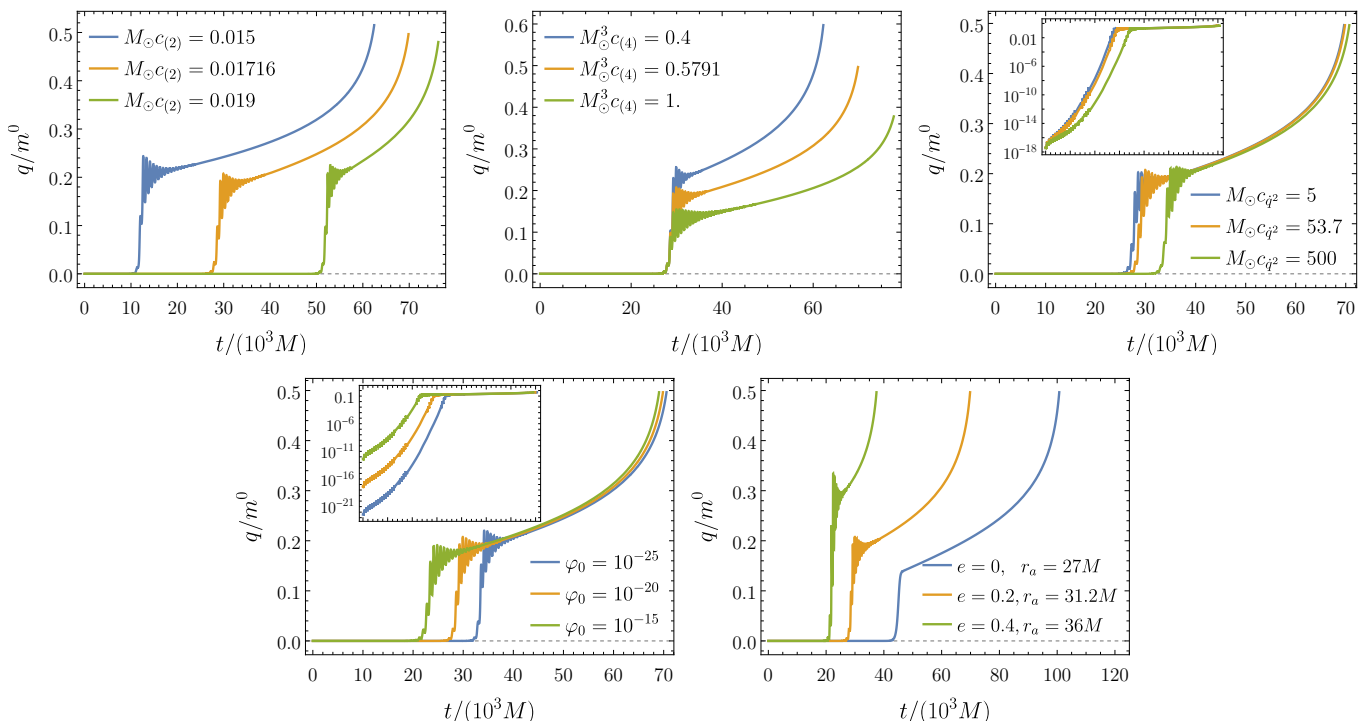 M⊙c(2) = 0.015
M⊙c(2) = 0.01716
M⊙c(2) = 0.019
q/m⁰
0.5
0.4
0.3
0.2
0.1
0.0
0 10 20 30 40 50 60 70
t/(10³M)
M⊙³c(4) = 0.4
M⊙³c(4) = 0.5791
M⊙³c(4) = 1.
q/m⁰
0.6
0.5
0.4
0.3
0.2
0.1
0.0
0 20 40 60
t/(10³M)
0.01
10⁻⁶
10⁻¹⁰
10⁻¹⁴
10⁻¹⁸
M⊙c_q̇² = 5
M⊙c_q̇² = 53.7
M⊙c_q̇² = 500
q/m⁰
0.5
0.4
0.3
0.2
0.1
0.0
0 10 20 30 40 50 60 70
t/(10³M)
0.1
10⁻⁶
10⁻¹¹
10⁻¹⁶
10⁻²¹
φ₀ = 10⁻²⁵
φ₀ = 10⁻²⁰
φ₀ = 10⁻¹⁵
q/m⁰
0.5
0.4
0.3
0.2
0.1
0.0
0 10 20 30 40 50 60 70
t/(10³M)
e = 0, rₐ = 27M
e = 0.2, rₐ = 31.2M
e = 0.4, rₐ = 36M
q/m⁰
0.5
0.4
0.3
0.2
0.1
0.0
0 20 40 60 80 100 120
t/(10³M)